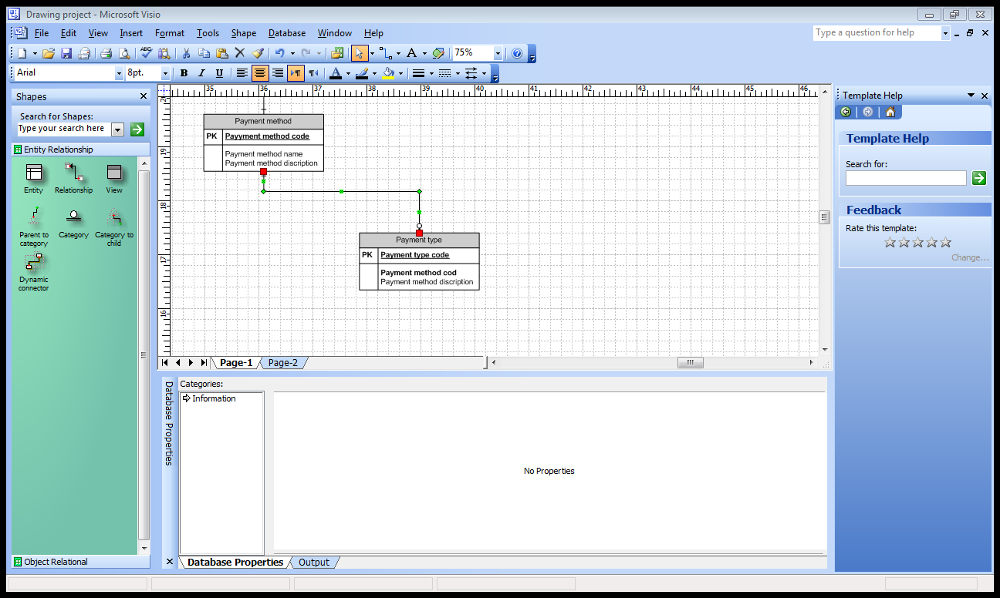 Drawing project - Microsoft Visio
File Edit View Insert Format Tools Shape Database Window Help
Type a question for help
ABC
75%
Arial
8pt.
B I U
A
Shapes
Search for Shapes:
Type your search here
Entity Relationship
Entity
Relationship
View
Parent to
category
Category
Category to
child
Dynamic
connector
Object Relational
35 36 37 38 39 40 41 42 43 44 45 46
19
18
17
16
Payment method
PK Payyment method code
Payment method name
Payment method discription
Payment type
PK Payment type code
Payment method cod
Payment method discription
Page-1 Page-2
Database Properties
Categories:
Information
No Properties
Database Properties Output
Template Help
Template Help
Search for:
Feedback
Rate this template:
Change...